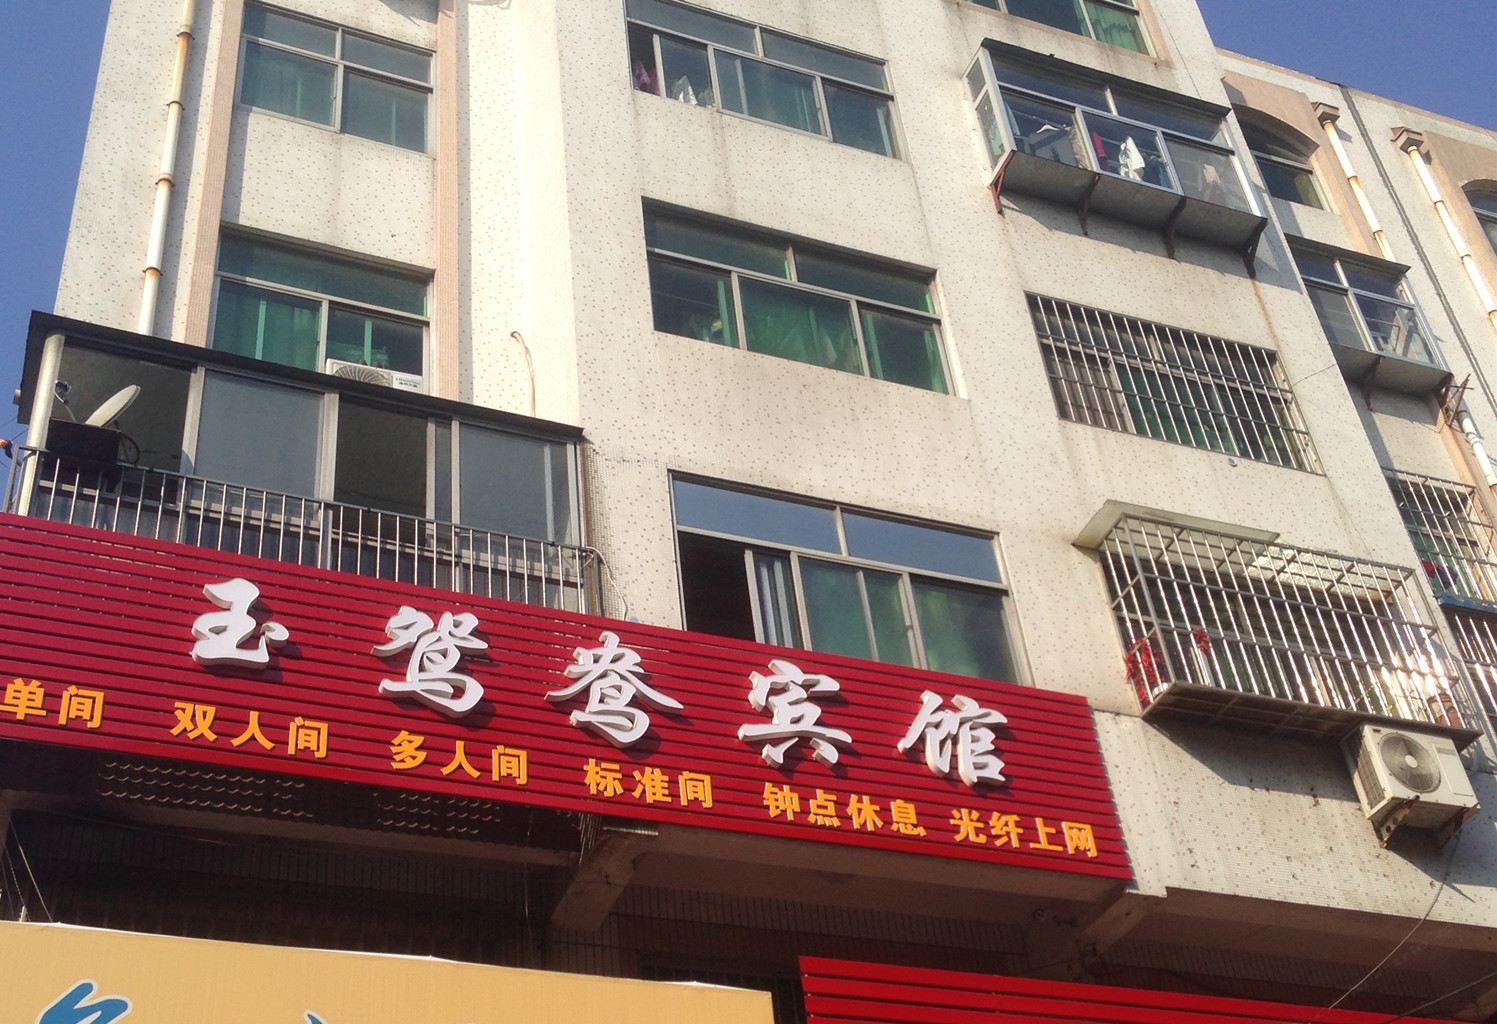 玉鸳鸯宾馆
单间 双人间 多人间 标准间 钟点休息 光纤上网